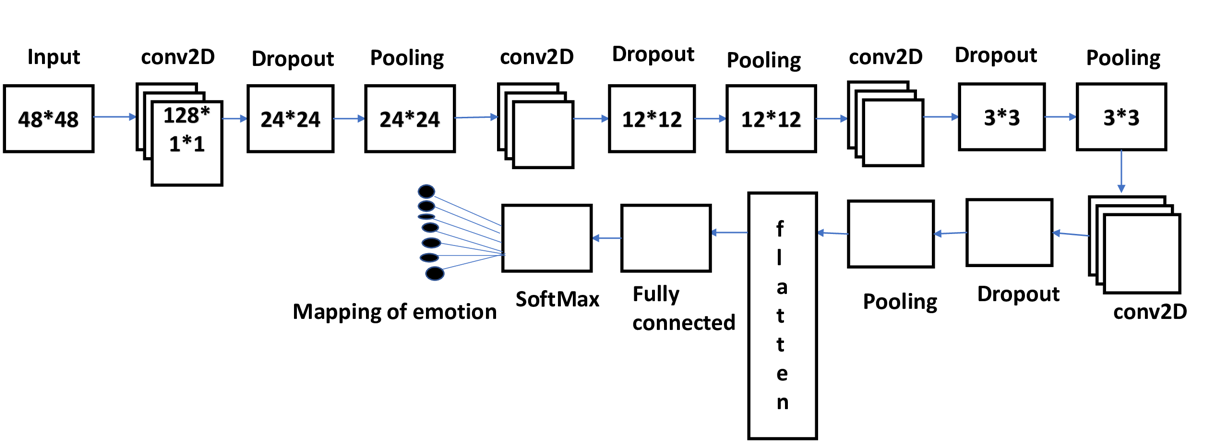 Input
conv2D
Dropout
Pooling
conv2D
Dropout
Pooling
conv2D
Dropout
Pooling
48*48
128*
1*1
24*24
24*24
12*12
12*12
3*3
3*3
conv2D
Dropout
Pooling
flatten
Fully
connected
SoftMax
Mapping of emotion